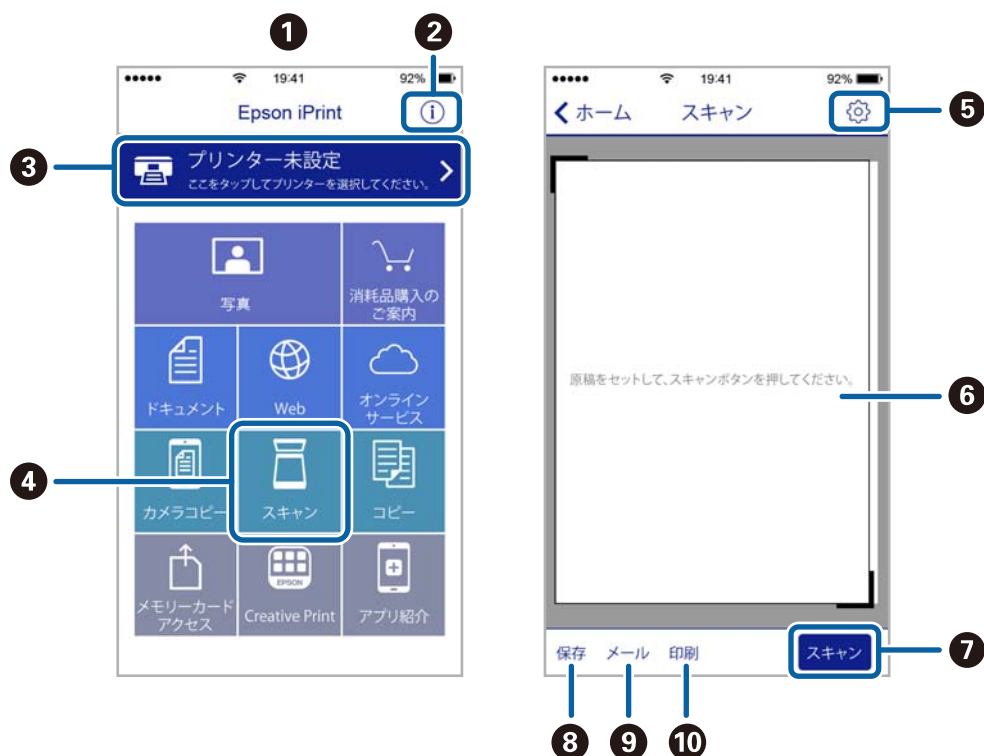 1
2
19:41
92%
Epson iPrint
3
プリンター未設定
ここをタップしてプリンターを選択してください。
写真
消耗品購入の
ご案内
ドキュメント
Web
オンライン
サービス
4
カメラコピー
スキャン
コピー
メモリーカード
アクセス
EPSON
Creative Print
アプリ紹介
19:41
92%
ホーム
スキャン
5
原稿をセットして、スキャンボタンを押してください。
6
保存
メール
印刷
スキャン
7
8
9
10